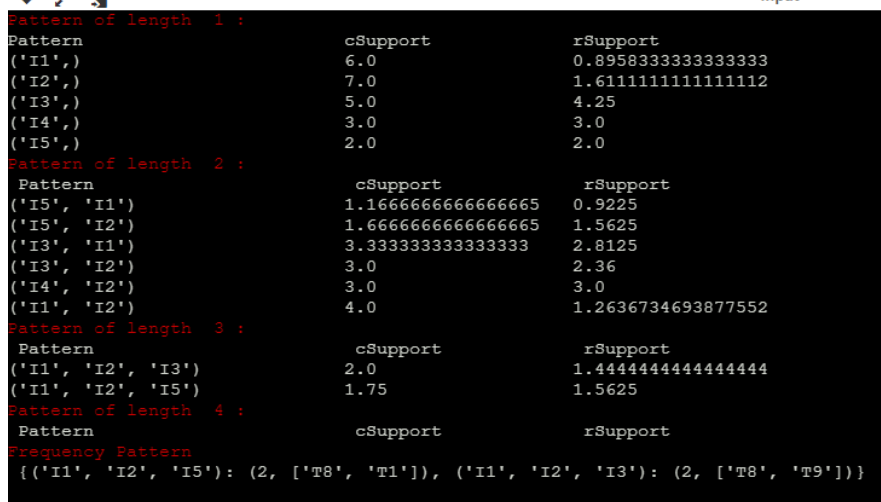 input
Pattern of length 1 :
Pattern cSupport rSupport
('I1',) 6.0 0.8958333333333333
('I2',) 7.0 1.6111111111111112
('I3',) 5.0 4.25
('I4',) 3.0 3.0
('I5',) 2.0 2.0
Pattern of length 2 :
Pattern cSupport rSupport
('I5', 'I1') 1.1666666666666665 0.9225
('I5', 'I2') 1.6666666666666665 1.5625
('I3', 'I1') 3.333333333333333 2.8125
('I3', 'I2') 3.0 2.36
('I4', 'I2') 3.0 3.0
('I1', 'I2') 4.0 1.2636734693877552
Pattern of length 3 :
Pattern cSupport rSupport
('I1', 'I2', 'I3') 2.0 1.4444444444444444
('I1', 'I2', 'I5') 1.75 1.5625
Pattern of length 4 :
Pattern cSupport rSupport
Frequency Pattern
{('I1', 'I2', 'I5'): (2, ['T8', 'T1']), ('I1', 'I2', 'I3'): (2, ['T8', 'T9'])}